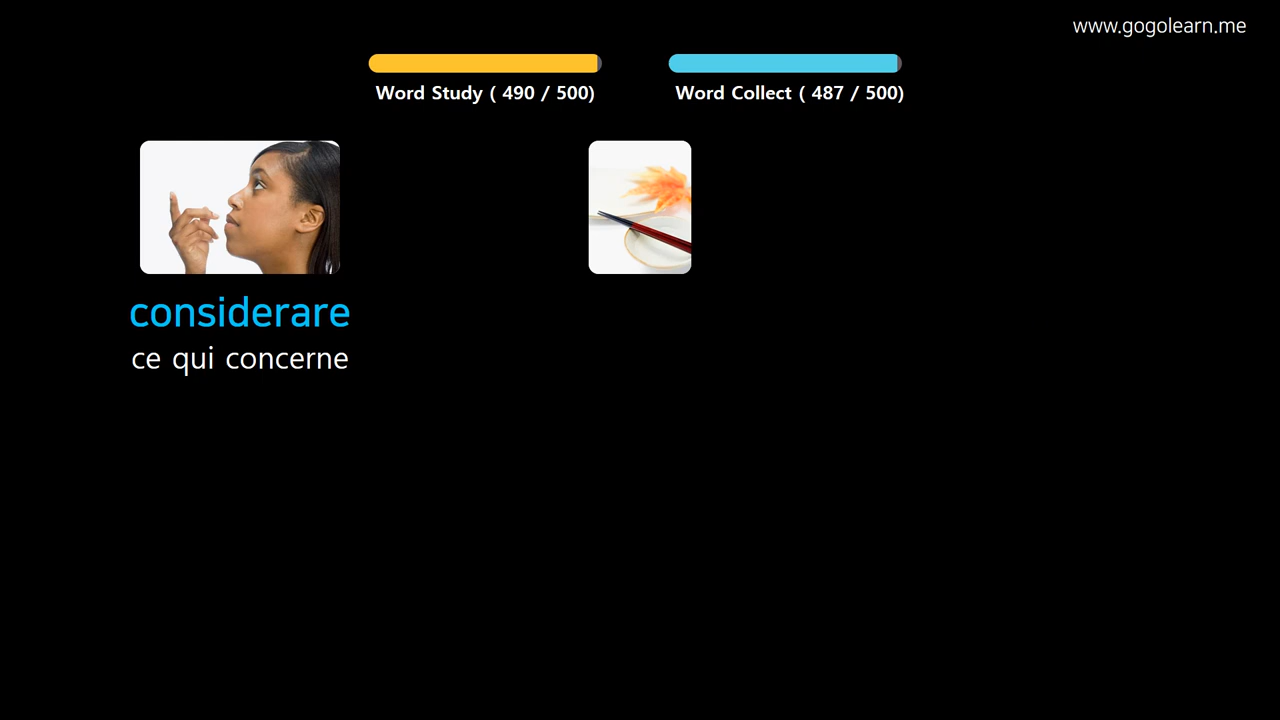 www.gogolearn.me
Word Study ( 490 / 500)
Word Collect ( 487 / 500)
considerare
ce qui concerne